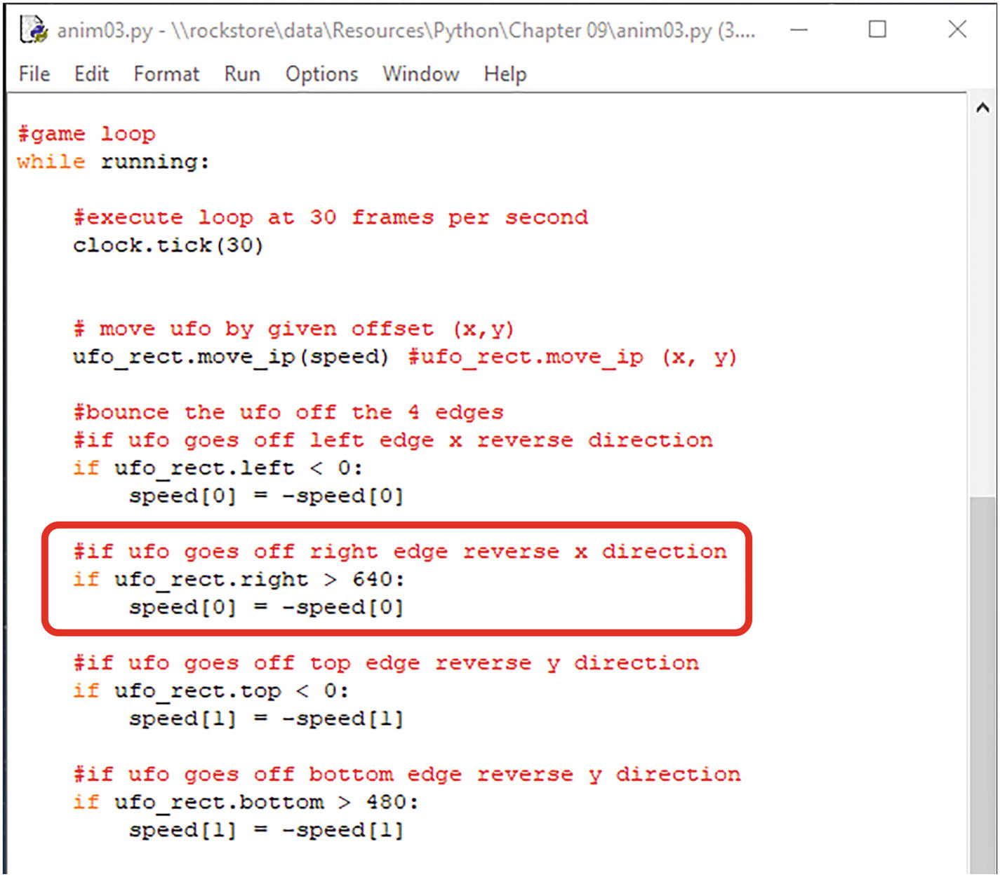 anim03.py - \\rockstore\data\Resources\Python\Chapter 09\anim03.py (3....
File Edit Format Run Options Window Help
#game loop
while running:
#execute loop at 30 frames per second
clock.tick(30)
# move ufo by given offset (x,y)
ufo_rect.move_ip(speed) #ufo_rect.move_ip (x, y)
#bounce the ufo off the 4 edges
#if ufo goes off left edge x reverse direction
if ufo_rect.left < 0:
speed[0] = -speed[0]
#if ufo goes off right edge reverse x direction
if ufo_rect.right > 640:
speed[0] = -speed[0]
#if ufo goes off top edge reverse y direction
if ufo_rect.top < 0:
speed[1] = -speed[1]
#if ufo goes off bottom edge reverse y direction
if ufo_rect.bottom > 480:
speed[1] = -speed[1]